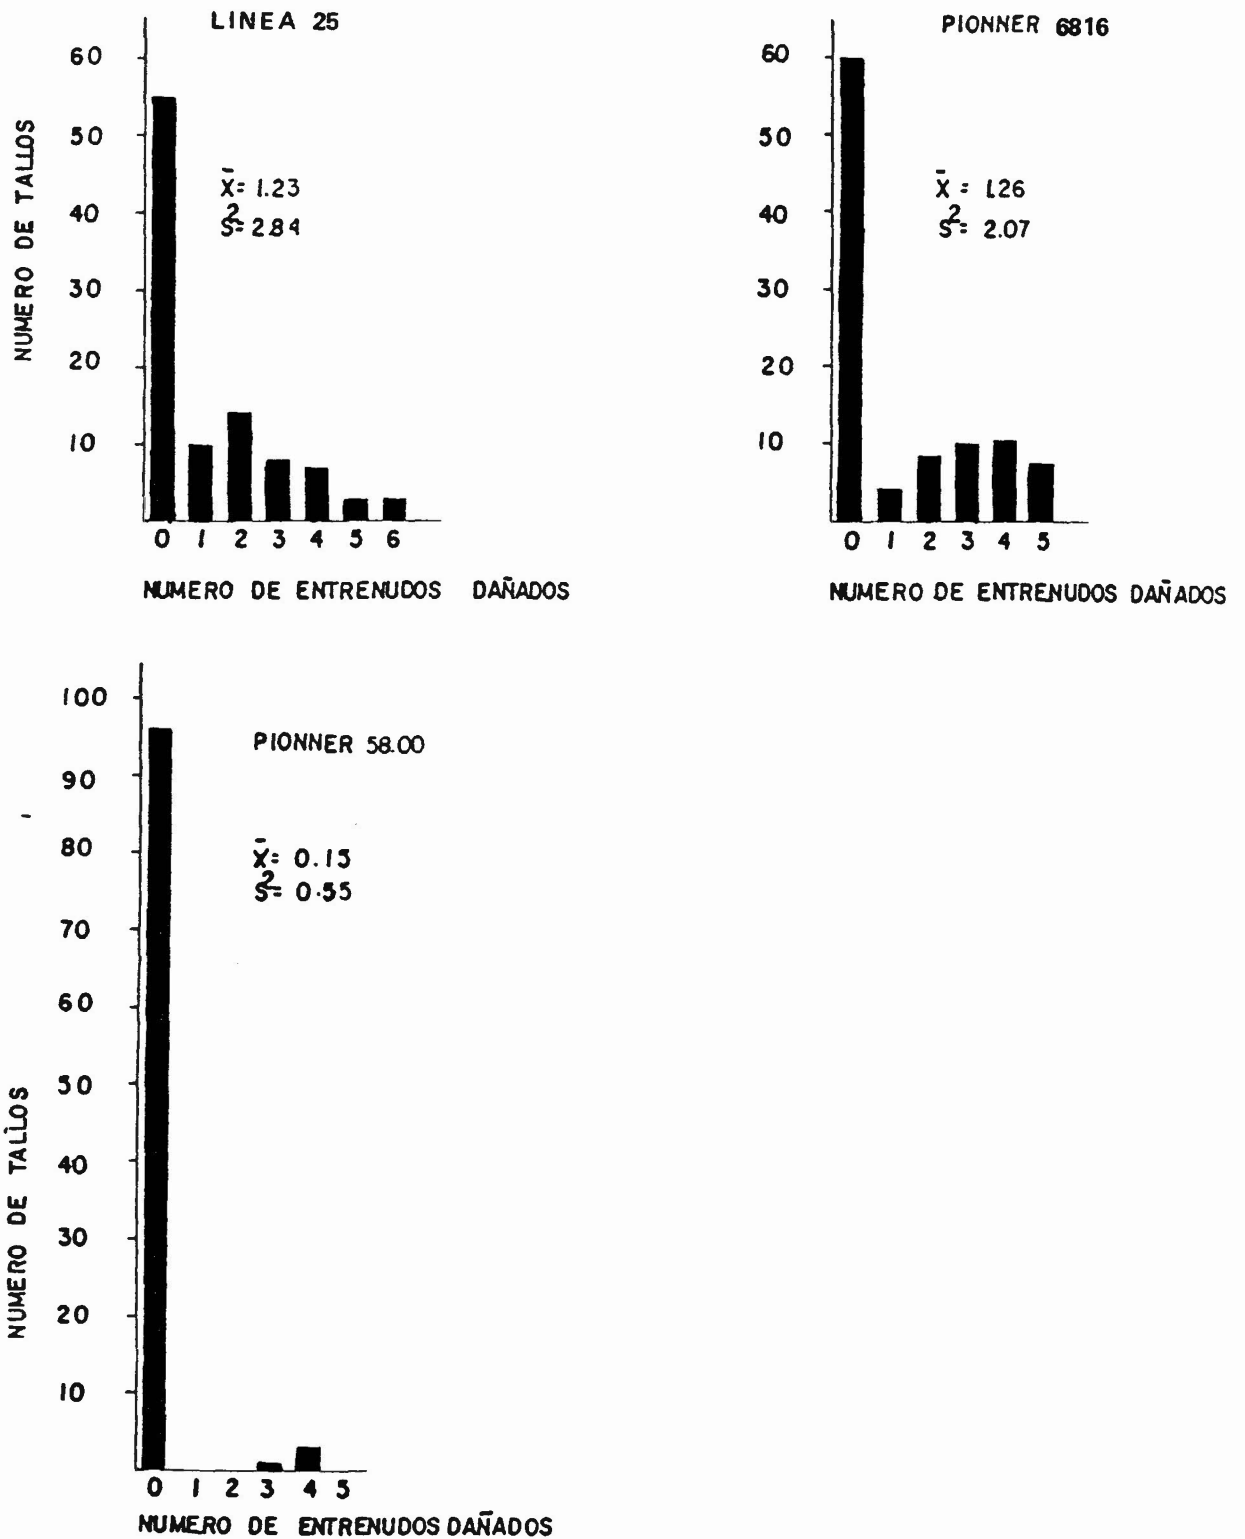 LINEA 25
NUMERO DE TALLOS
60
50
40
30
20
10
x̄= 1.23
s²= 2.84
0 1 2 3 4 5 6
NUMERO DE ENTRENUDOS DAÑADOS
PIONNER 6816
60
50
40
30
20
10
x̄ = 1.26
s²= 2.07
0 1 2 3 4 5
NUMERO DE ENTRENUDOS DAÑADOS
PIONNER 58.00
NUMERO DE TALLOS
100
90
80
70
60
50
40
30
20
10
x̄= 0.15
s²= 0.55
0 1 2 3 4 5
NUMERO DE ENTRENUDOS DAÑADOS